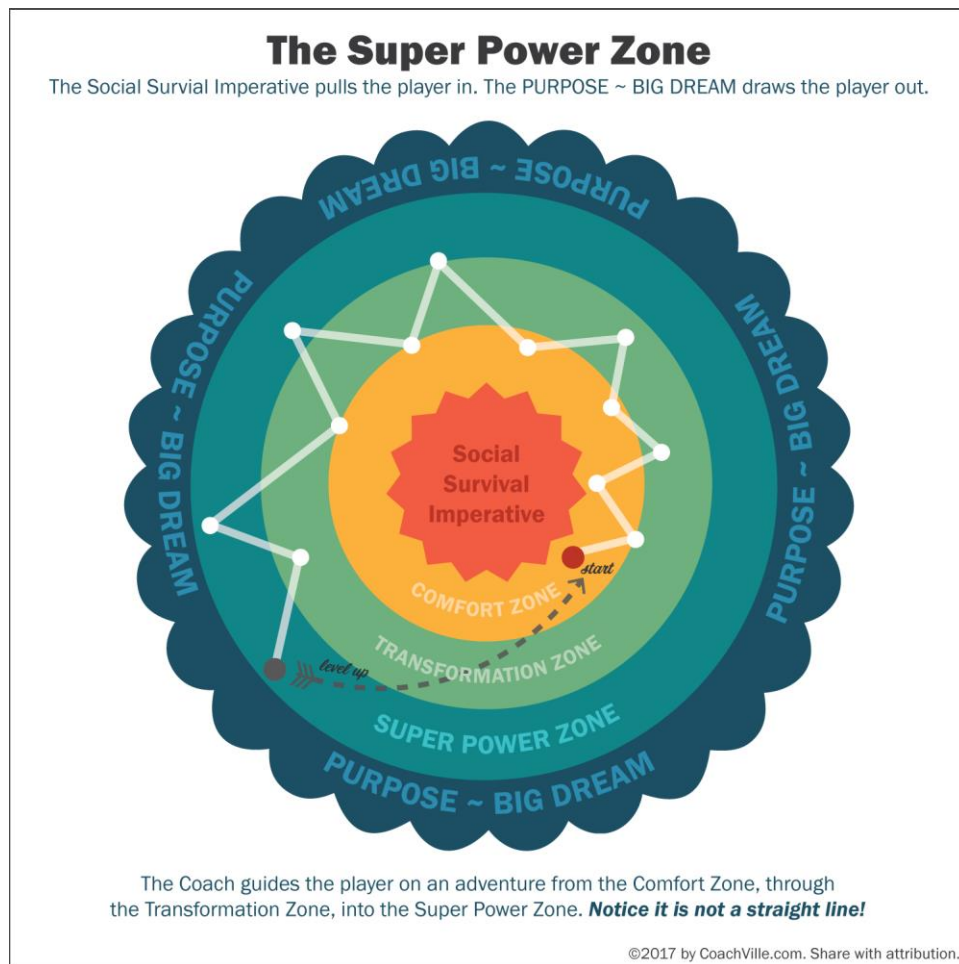 The Super Power Zone
The Social Survial Imperative pulls the player in. The PURPOSE ~ BIG DREAM draws the player out.
PURPOSE ~ BIG DREAM
PURPOSE ~ BIG DREAM
PURPOSE ~ BIG DREAM
Social
Survival
Imperative
start
COMFORT ZONE
level up
TRANSFORMATION ZONE
SUPER POWER ZONE
PURPOSE ~ BIG DREAM
The Coach guides the player on an adventure from the Comfort Zone, through
the Transformation Zone, into the Super Power Zone. Notice it is not a straight line!
©2017 by CoachVille.com. Share with attribution.